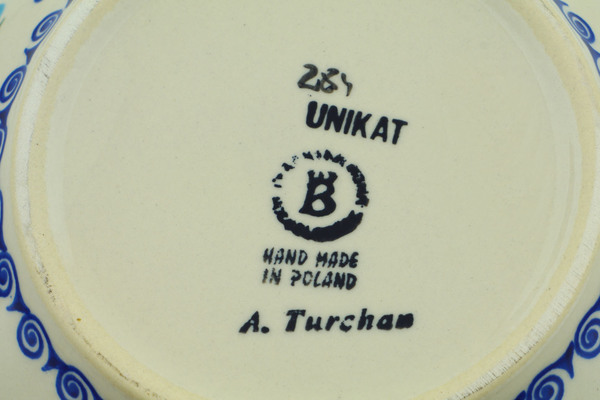 284
UNIKAT
B
HAND MADE
IN POLAND
A. Turchan